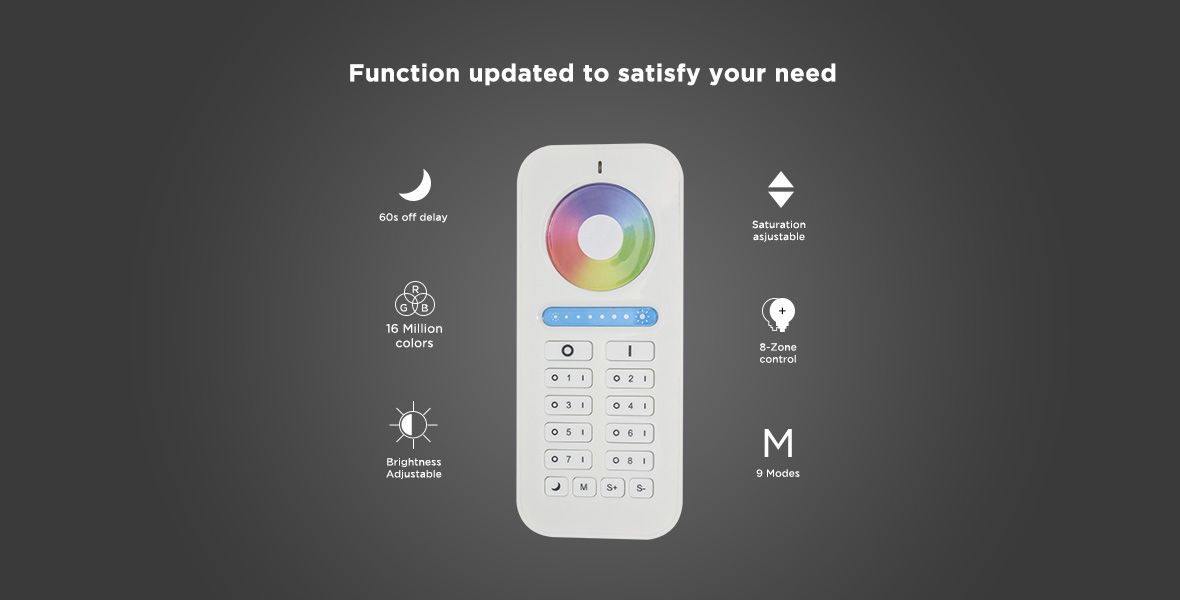 Function updated to satisfy your need
60s off delay
R
G B
16 Million
colors
Brightness
Adjustable
O I
O 1 I O 2 I
O 3 I O 4 I
O 5 I O 6 I
O 7 I O 8 I
M S+ S-
Saturation
asjustable
+
8-Zone
control
M
9 Modes